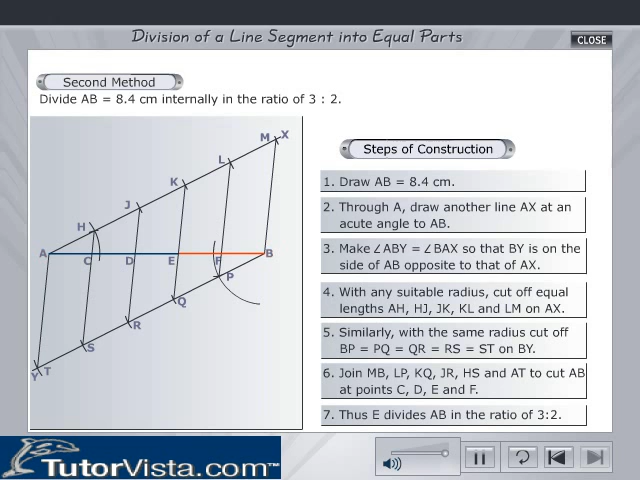 Division of a Line Segment into Equal Parts
CLOSE
Second Method
Divide AB = 8.4 cm internally in the ratio of 3 : 2.
M X
L
K
J
H
A C D E F B
P
Q
R
S
Y T
Steps of Construction
1. Draw AB = 8.4 cm.
2. Through A, draw another line AX at an
acute angle to AB.
3. Make ∠ABY = ∠BAX so that BY is on the
side of AB opposite to that of AX.
4. With any suitable radius, cut off equal
lengths AH, HJ, JK, KL and LM on AX.
5. Similarly, with the same radius cut off
BP = PQ = QR = RS = ST on BY.
6. Join MB, LP, KQ, JR, HS and AT to cut AB
at points C, D, E and F.
7. Thus E divides AB in the ratio of 3:2.
TutorVista.com™